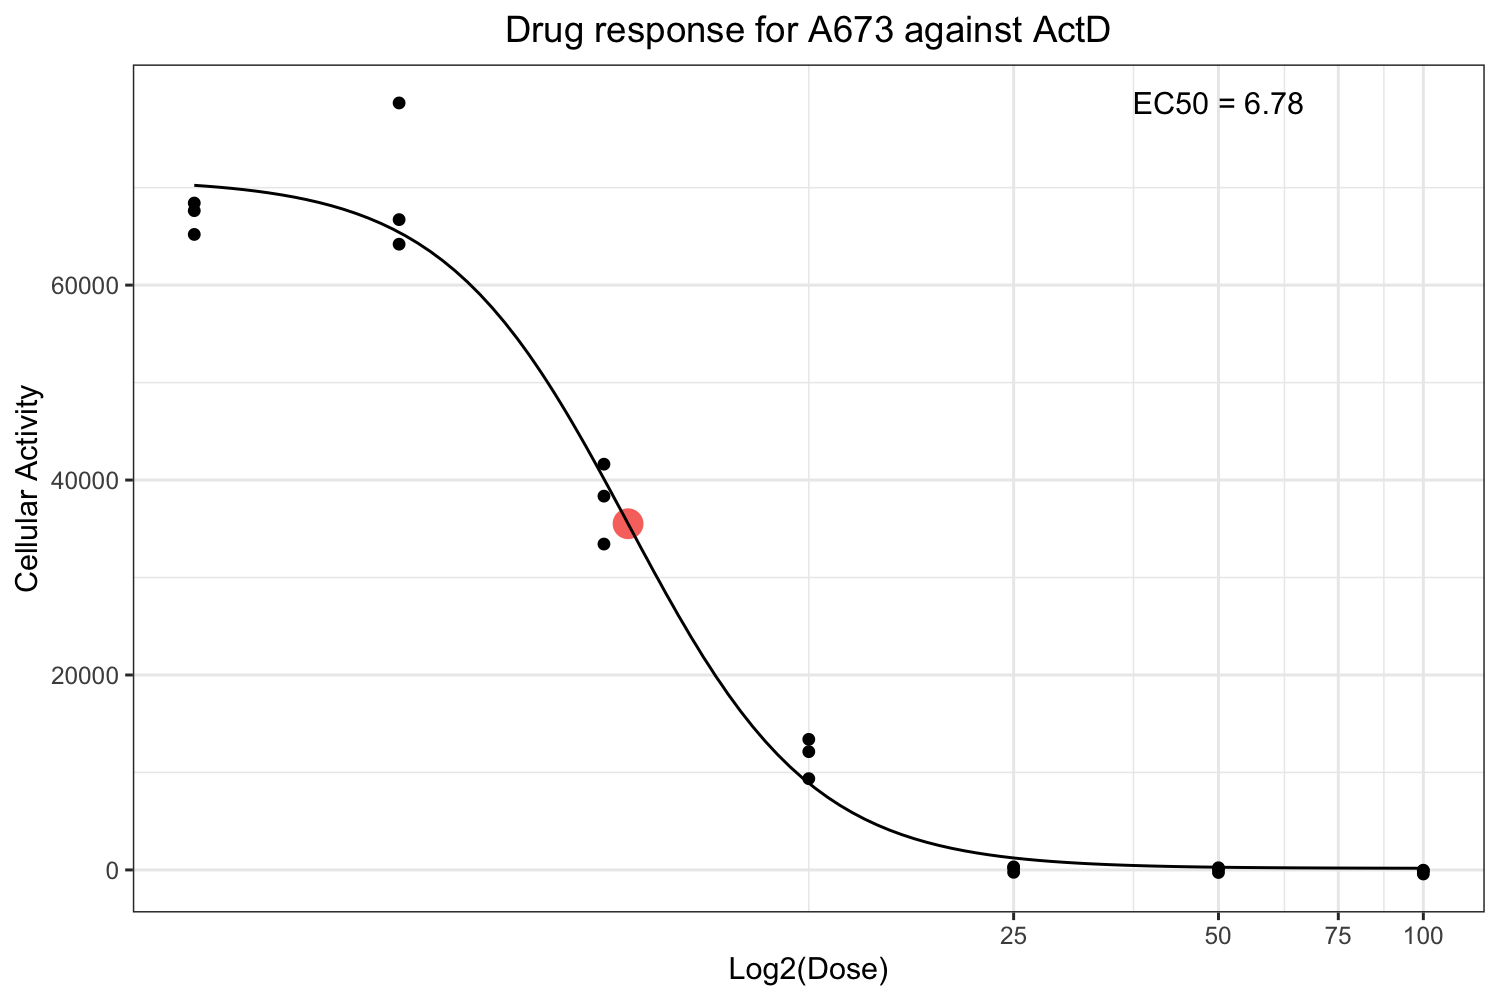 Drug response for A673 against ActD
EC50 = 6.78
60000
40000
20000
0
Cellular Activity
25 50 75 100
Log2(Dose)